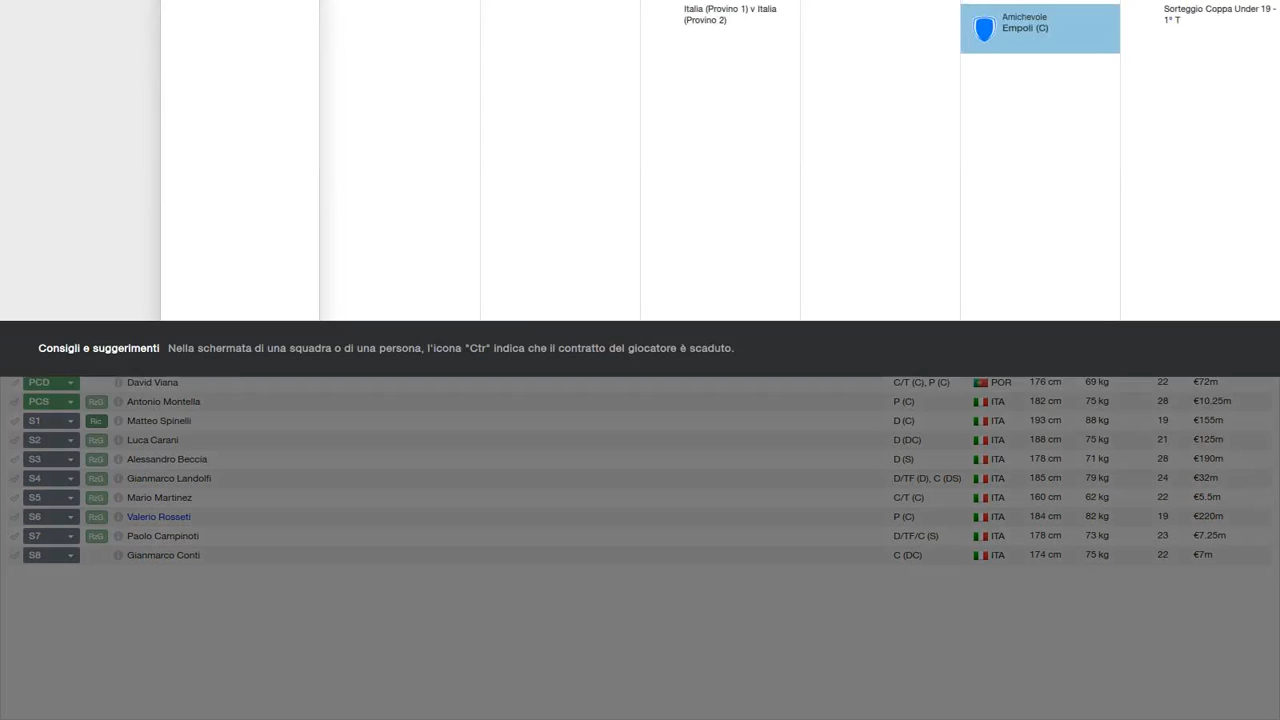 Italia (Provino 1) v Italia
(Provino 2)
Amichevole
Empoli (C)
Sorteggio Coppa Under 19 -
1° T
Consigli e suggerimenti Nella schermata di una squadra o di una persona, l'icona "Ctr" indica che il contratto del giocatore è scaduto.
PCD David Viana C/T (C), P (C) POR 176 cm 69 kg 22 €72m
PCS RzG Antonio Montella P (C) ITA 182 cm 75 kg 28 €10.25m
S1 Ric Matteo Spinelli D (C) ITA 193 cm 88 kg 19 €155m
S2 RzG Luca Carani D (DC) ITA 188 cm 75 kg 21 €125m
S3 RzG Alessandro Beccia D (S) ITA 178 cm 71 kg 28 €190m
S4 RzG Gianmarco Landolfi D/TF (D), C (DS) ITA 185 cm 79 kg 24 €32m
S5 RzG Mario Martinez C/T (C) ITA 160 cm 62 kg 22 €5.5m
S6 RzG Valerio Rosseti P (C) ITA 184 cm 82 kg 19 €220m
S7 RzG Paolo Campinoti D/TF/C (S) ITA 178 cm 73 kg 23 €7.25m
S8 Gianmarco Conti C (DC) ITA 174 cm 75 kg 22 €7m